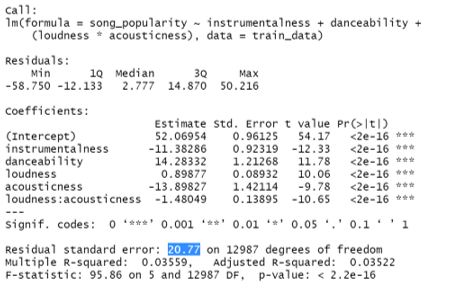 Call:
lm(formula = song_popularity ~ instrumentalness + danceability +
    (loudness * acousticness), data = train_data)

Residuals:
    Min      1Q  Median      3Q     Max
-58.750 -12.133   2.777  14.870  50.216

Coefficients:
                       Estimate Std. Error t value Pr(>|t|)
(Intercept)            52.06954    0.96125   54.17   <2e-16 ***
instrumentalness      -11.38286    0.92319  -12.33   <2e-16 ***
danceability           14.28332    1.21268   11.78   <2e-16 ***
loudness                0.89877    0.08932   10.06   <2e-16 ***
acousticness          -13.89827    1.42114   -9.78   <2e-16 ***
loudness:acousticness  -1.48049    0.13895  -10.65   <2e-16 ***
---
Signif. codes:  0 ‘***’ 0.001 ‘**’ 0.01 ‘*’ 0.05 ‘.’ 0.1 ‘ ’ 1

Residual standard error: 20.77 on 12987 degrees of freedom
Multiple R-squared:  0.03559,	Adjusted R-squared:  0.03522
F-statistic: 95.86 on 5 and 12987 DF,  p-value: < 2.2e-16